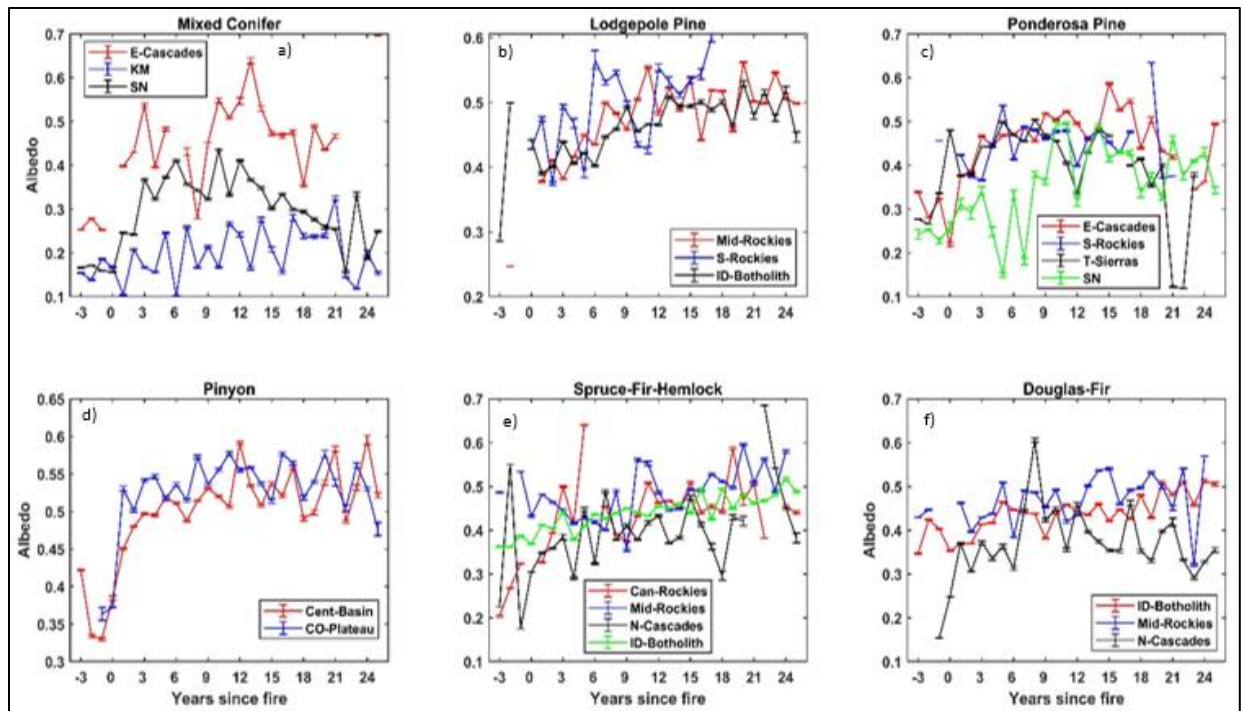 Mixed Conifer
a)
E-Cascades
KM
SN
Albedo
0.7
0.6
0.5
0.4
0.3
0.2
0.1
-3 0 3 6 9 12 15 18 21 24
Lodgepole Pine
b)
0.6
0.5
0.4
0.3
0.2
Mid-Rockies
S-Rockies
ID-Botholith
-3 0 3 6 9 12 15 18 21 24
Ponderosa Pine
c)
Albedo
0.7
0.6
0.5
0.4
0.3
0.2
0.1
E-Cascades
S-Rockies
T-Sierras
SN
-3 0 3 6 9 12 15 18 21 24
Pinyon
d)
Albedo
0.65
0.6
0.55
0.5
0.45
0.4
0.35
0.3
Cent-Basin
CO-Plateau
-3 0 3 6 9 12 15 18 21 24
Years since fire
Spruce-Fir-Hemlock
e)
0.7
0.6
0.5
0.4
0.3
0.2
0.1
Can-Rockies
Mid-Rockies
N-Cascades
ID-Botholith
-3 0 3 6 9 12 15 18 21 24
Years since fire
Douglas-Fir
f)
Albedo
0.7
0.6
0.5
0.4
0.3
0.2
0.1
ID-Botholith
Mid-Rockies
N-Cascades
-3 0 3 6 9 12 15 18 21 24
Years since fire